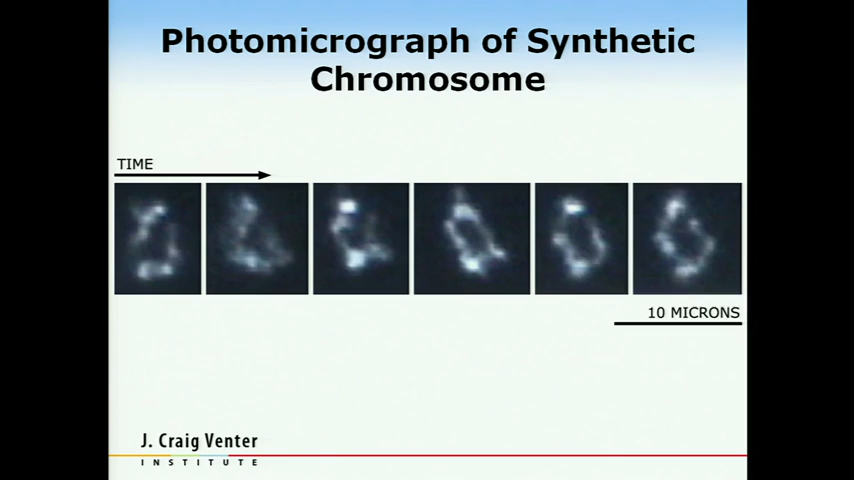 Photomicrograph of Synthetic
Chromosome
TIME
10 MICRONS
J. Craig Venter
INSTITUTE